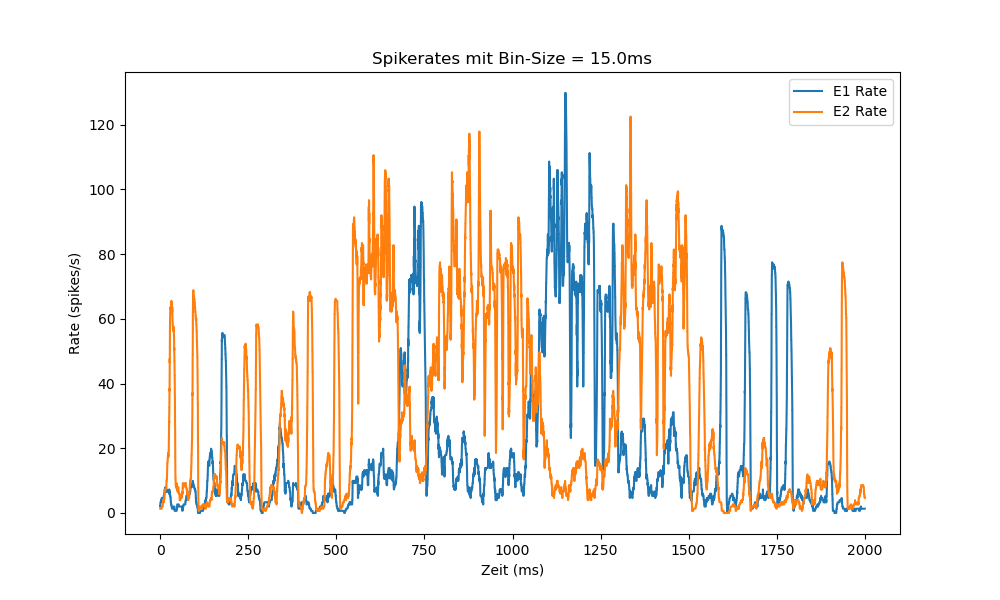 Spikerates mit Bin-Size = 15.0ms
E1 Rate
E2 Rate
Rate (spikes/s)
120
100
80
60
40
20
0
0 250 500 750 1000 1250 1500 1750 2000
Zeit (ms)